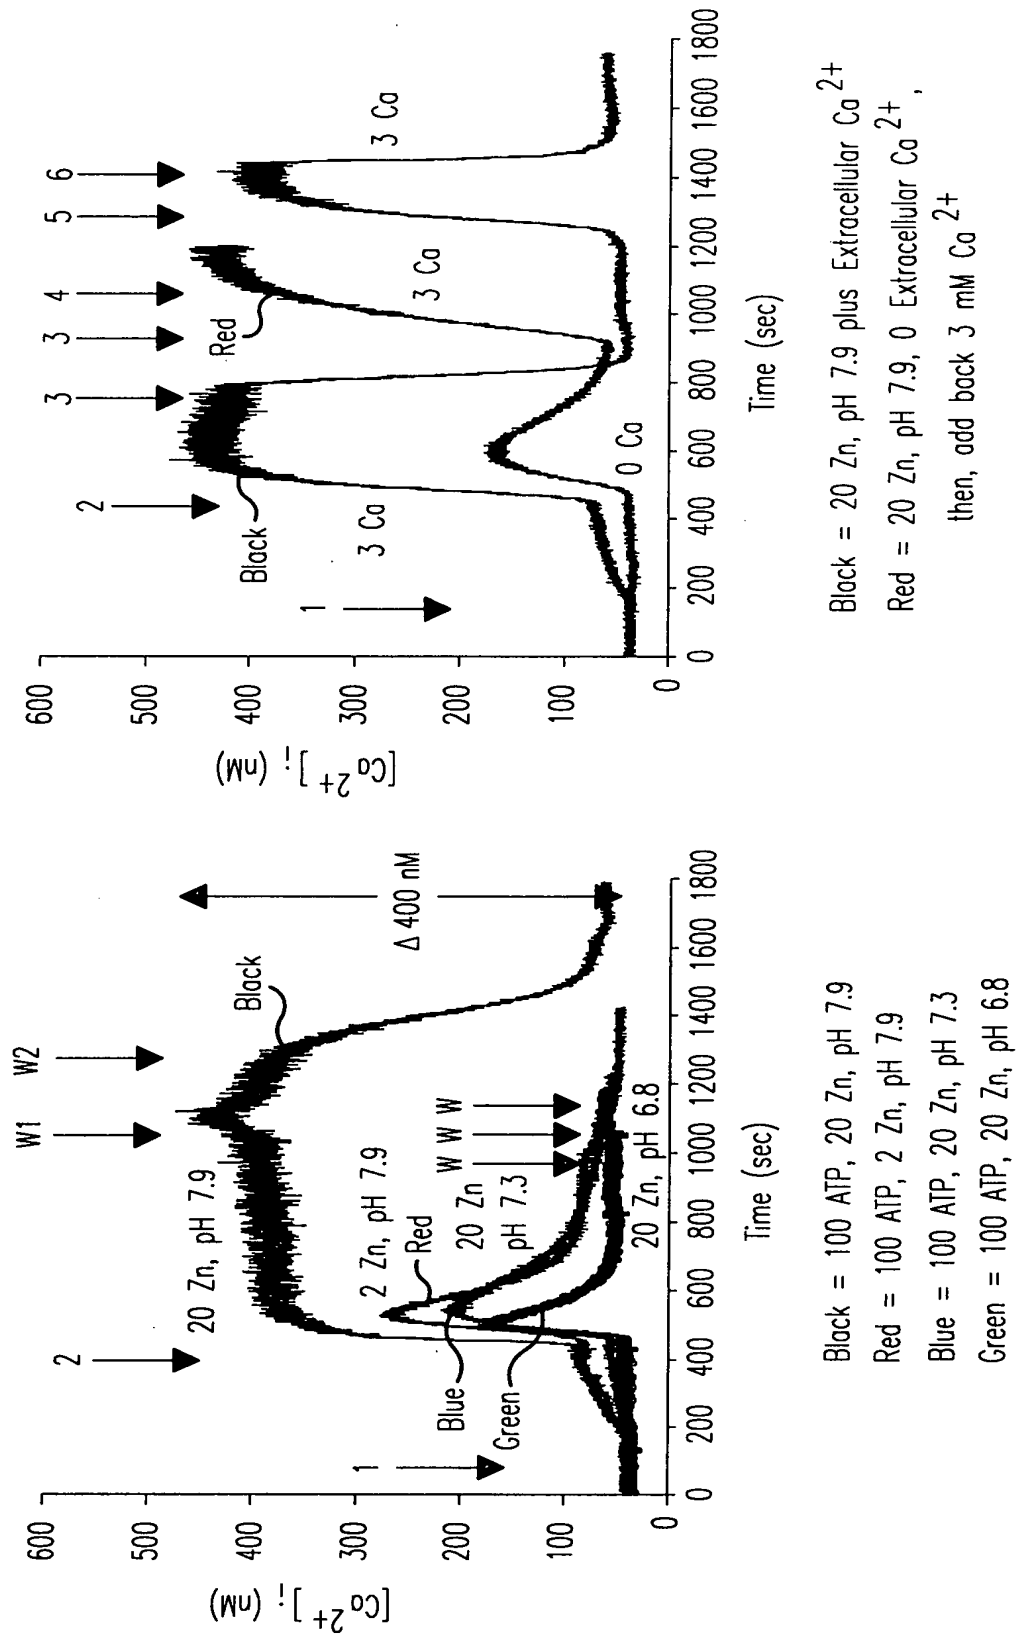 600
500
400
300
200
100
0
[Ca2+]i (nM)
0 200 400 600 800 1000 1200 1400 1600 1800
Time (sec)
1
2
W1
W2
20 Zn, pH 7.9
Black
Δ 400 nM
2 Zn, pH 7.9
Red
20 Zn
pH 7.3
Blue
Green
W W W
20 Zn, pH 6.8
Black = 100 ATP, 20 Zn, pH 7.9
Red = 100 ATP, 2 Zn, pH 7.9
Blue = 100 ATP, 20 Zn, pH 7.3
Green = 100 ATP, 20 Zn, pH 6.8
600
500
400
300
200
100
0
[Ca2+]i (nM)
0 200 400 600 800 1000 1200 1400 1600 1800
Time (sec)
1
2
3
3
4
5
6
Black
Red
3 Ca
0 Ca
3 Ca
3 Ca
Black = 20 Zn, pH 7.9 plus Extracellular Ca2+
Red = 20 Zn, pH 7.9, 0 Extracellular Ca2+,
then, add back 3 mM Ca2+